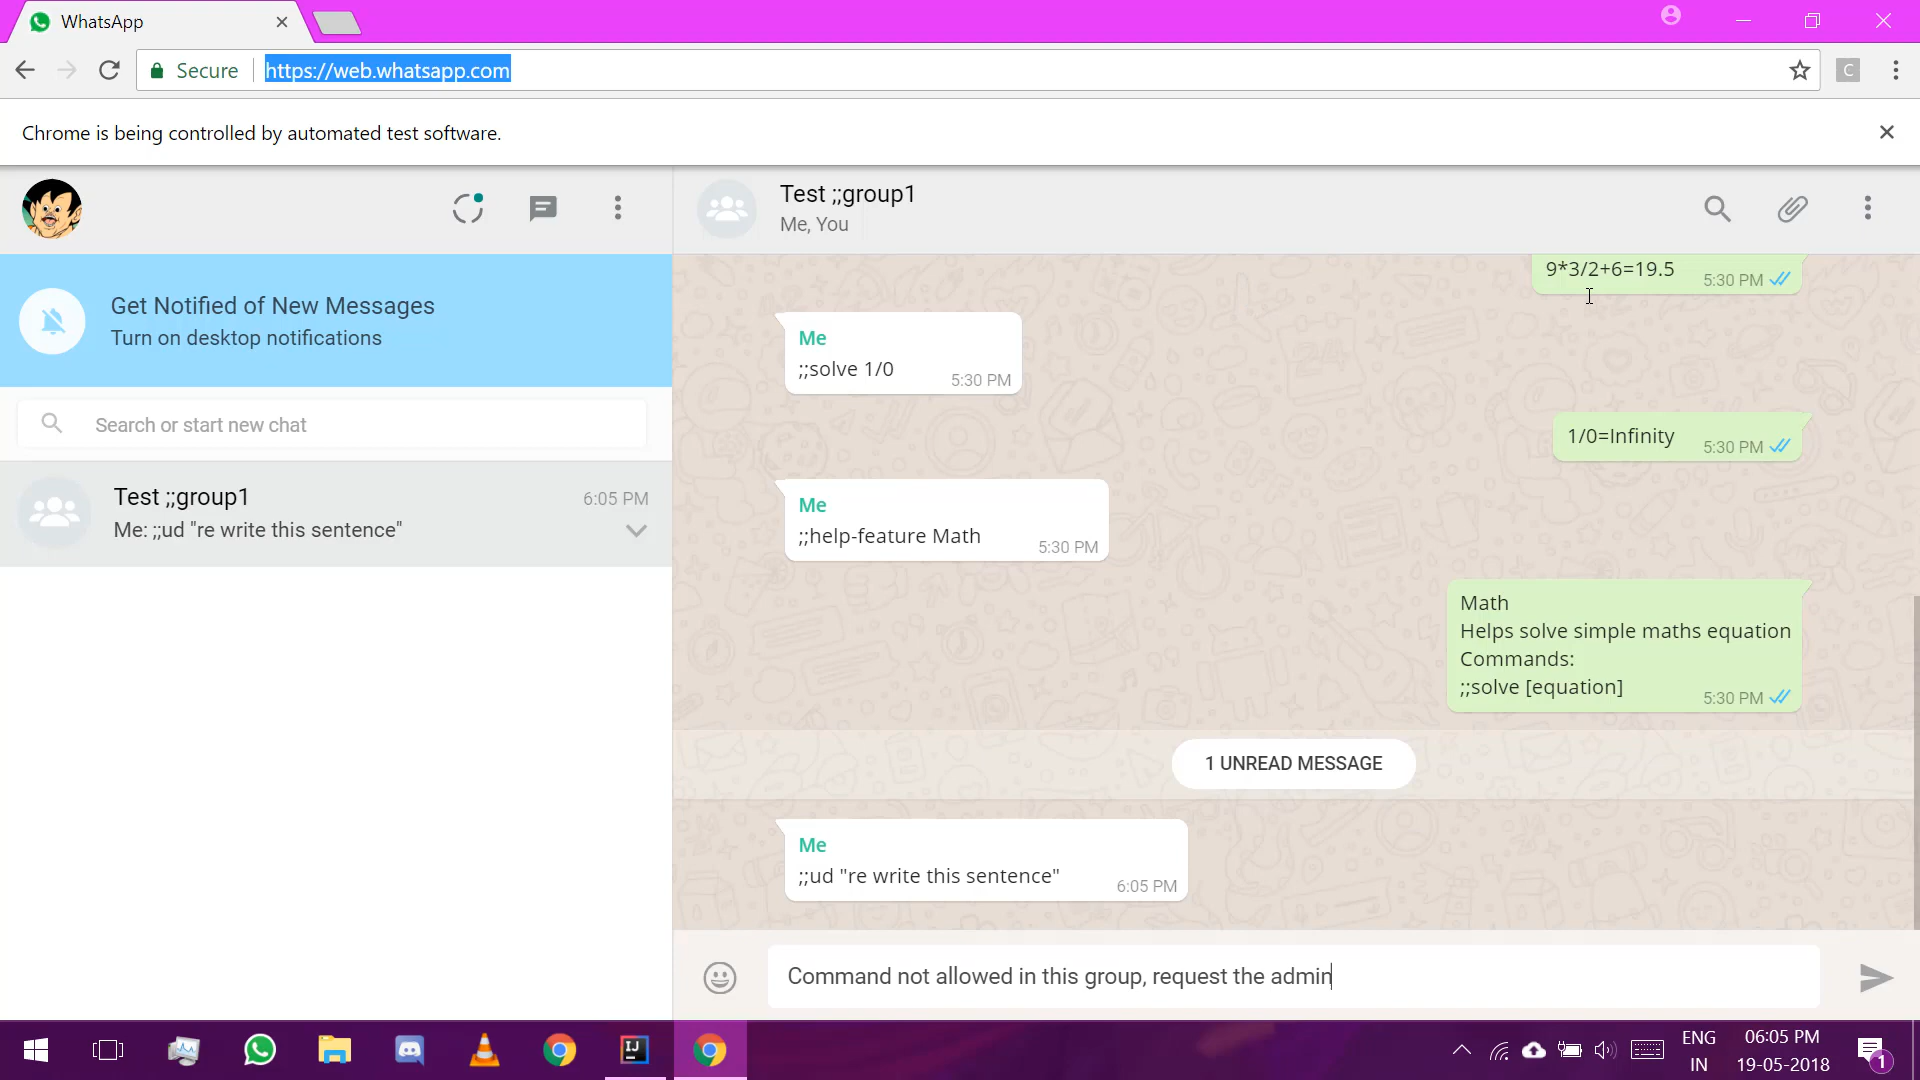 WhatsApp
Secure
https://web.whatsapp.com
C
Chrome is being controlled by automated test software.
Get Notified of New Messages
Turn on desktop notifications
Search or start new chat
Test ;;group1
6:05 PM
Me: ;;ud "re write this sentence"
Test ;;group1
Me, You
9*3/2+6=19.5
5:30 PM
Me
;;solve 1/0
5:30 PM
1/0=Infinity
5:30 PM
Me
;;help-feature Math
5:30 PM
Math
Helps solve simple maths equation
Commands:
;;solve [equation]
5:30 PM
1 UNREAD MESSAGE
Me
;;ud "re write this sentence"
6:05 PM
Command not allowed in this group, request the admin
IJ
ENG
IN
06:05 PM
19-05-2018
1